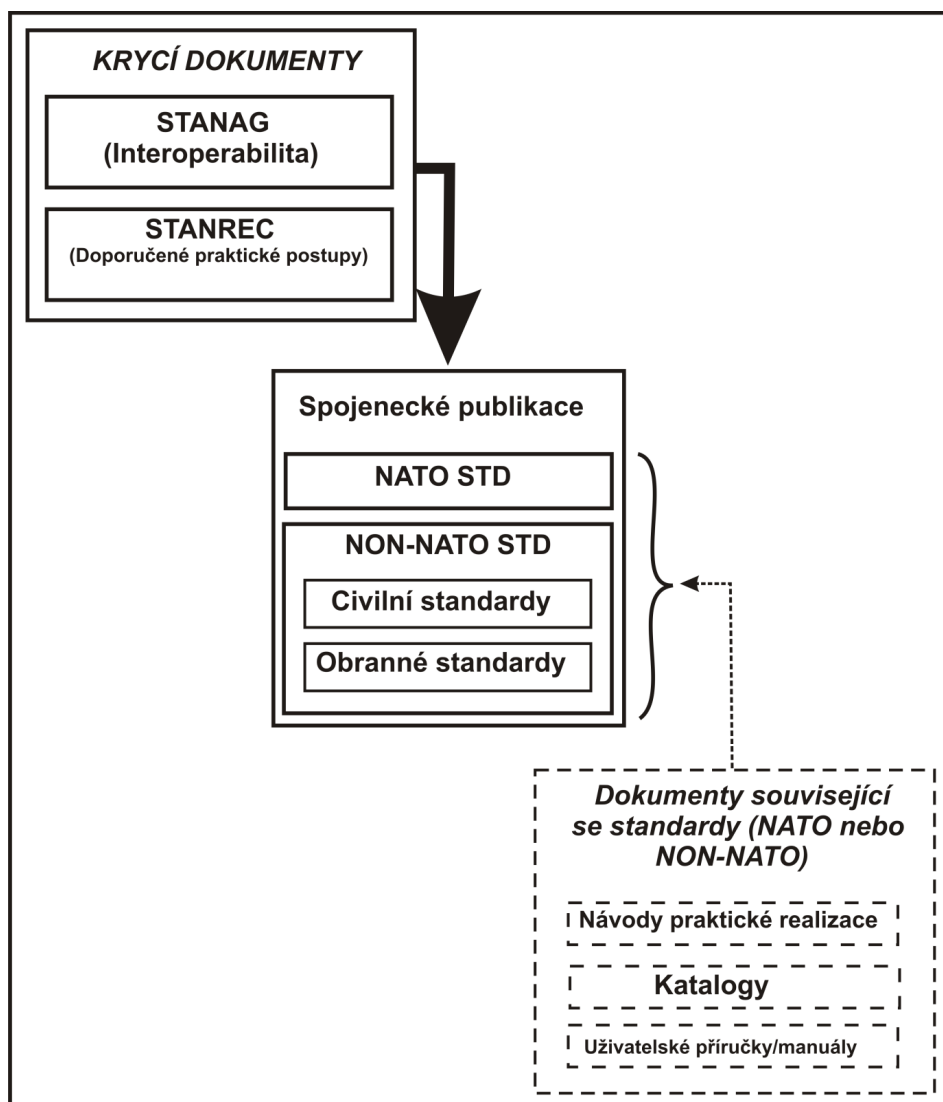 KRYCÍ DOKUMENTY
STANAG
(Interoperabilita)
STANREC
(Doporučené praktické postupy)
Spojenecké publikace
NATO STD
NON-NATO STD
Civilní standardy
Obranné standardy
Dokumenty související
se standardy (NATO nebo
NON-NATO)
Návody praktické realizace
Katalogy
Uživatelské příručky/manuály